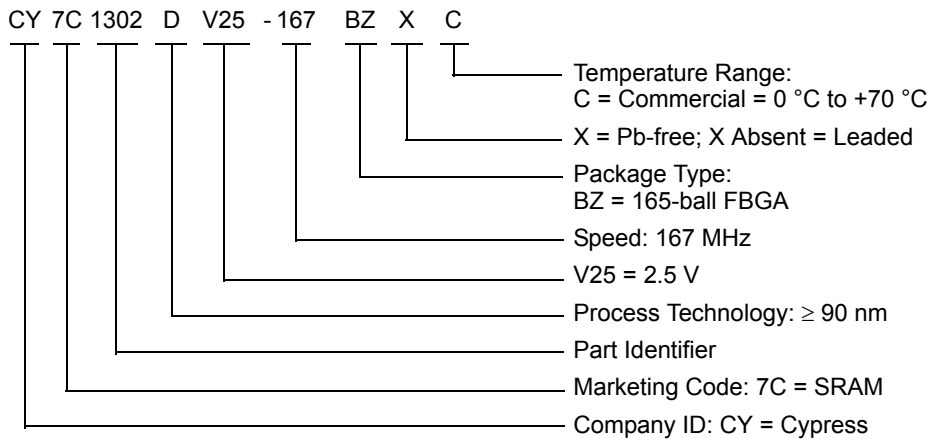 CY 7C 1302 D V25 - 167 BZ X C
Temperature Range:
C = Commercial = 0 °C to +70 °C
X = Pb-free; X Absent = Leaded
Package Type:
BZ = 165-ball FBGA
Speed: 167 MHz
V25 = 2.5 V
Process Technology: ≥ 90 nm
Part Identifier
Marketing Code: 7C = SRAM
Company ID: CY = Cypress